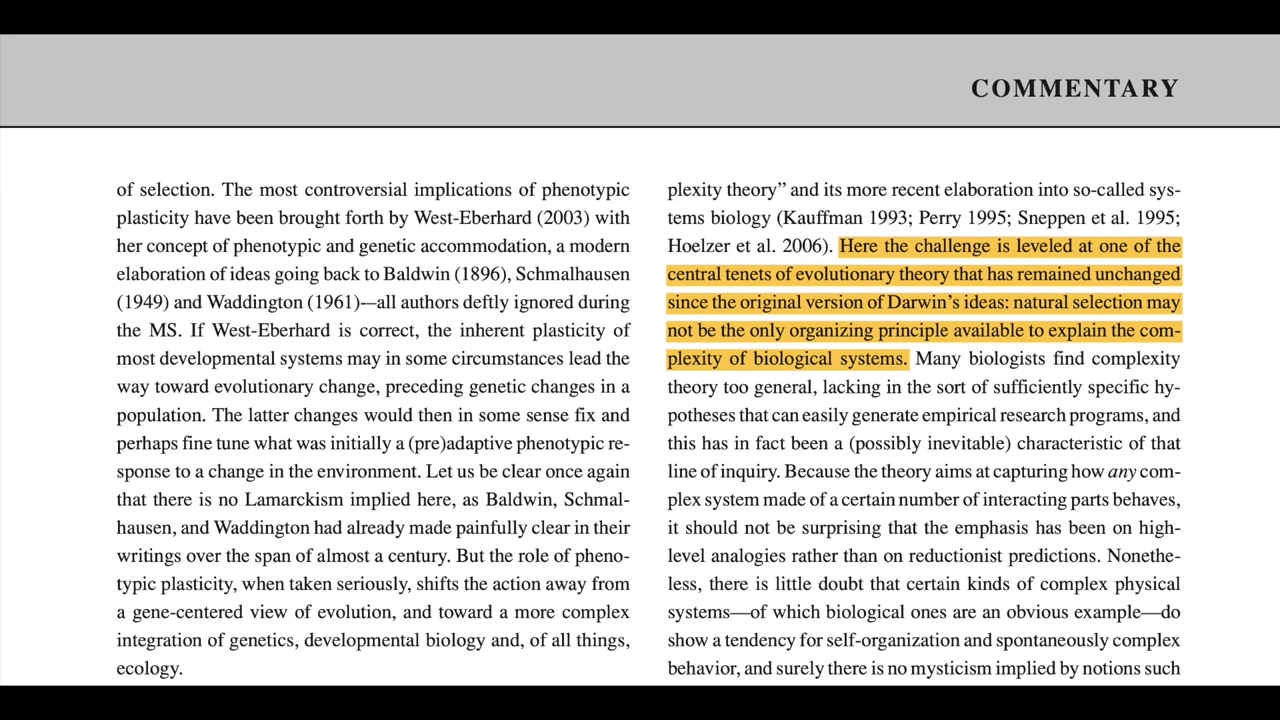 COMMENTARY
of selection. The most controversial implications of phenotypic
plasticity have been brought forth by West-Eberhard (2003) with
her concept of phenotypic and genetic accommodation, a modern
elaboration of ideas going back to Baldwin (1896), Schmalhausen
(1949) and Waddington (1961)—all authors deftly ignored during
the MS. If West-Eberhard is correct, the inherent plasticity of
most developmental systems may in some circumstances lead the
way toward evolutionary change, preceding genetic changes in a
population. The latter changes would then in some sense fix and
perhaps fine tune what was initially a (pre)adaptive phenotypic re-
sponse to a change in the environment. Let us be clear once again
that there is no Lamarckism implied here, as Baldwin, Schmal-
hausen, and Waddington had already made painfully clear in their
writings over the span of almost a century. But the role of pheno-
typic plasticity, when taken seriously, shifts the action away from
a gene-centered view of evolution, and toward a more complex
integration of genetics, developmental biology and, of all things,
ecology.
plexity theory” and its more recent elaboration into so-called sys-
tems biology (Kauffman 1993; Perry 1995; Sneppen et al. 1995;
Hoelzer et al. 2006). Here the challenge is leveled at one of the
central tenets of evolutionary theory that has remained unchanged
since the original version of Darwin’s ideas: natural selection may
not be the only organizing principle available to explain the com-
plexity of biological systems. Many biologists find complexity
theory too general, lacking in the sort of sufficiently specific hy-
potheses that can easily generate empirical research programs, and
this has in fact been a (possibly inevitable) characteristic of that
line of inquiry. Because the theory aims at capturing how any com-
plex system made of a certain number of interacting parts behaves,
it should not be surprising that the emphasis has been on high-
level analogies rather than on reductionist predictions. Nonethe-
less, there is little doubt that certain kinds of complex physical
systems—of which biological ones are an obvious example—do
show a tendency for self-organization and spontaneously complex
behavior, and surely there is no mysticism implied by notions such